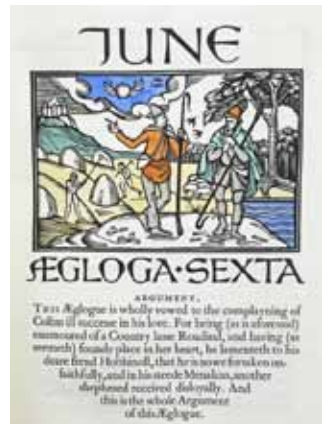 JUNE
ÆGLOGA·SEXTA
ARGUMENT.
THIS Æglogue is wholly vowed to the complayning of
Colins ill successe in his love. For being (as is aforesaid)
enamoured of a Country lasse Rosalind, and having (as
seemeth) founde place in her heart, he lamenteth to his
deare frend Hobbinoll, that he is nowe forsaken un-
faithfully, and in his steede Menalcas, another
shepheard received disloyally. And
this is the whole Argument
of this Æglogue.